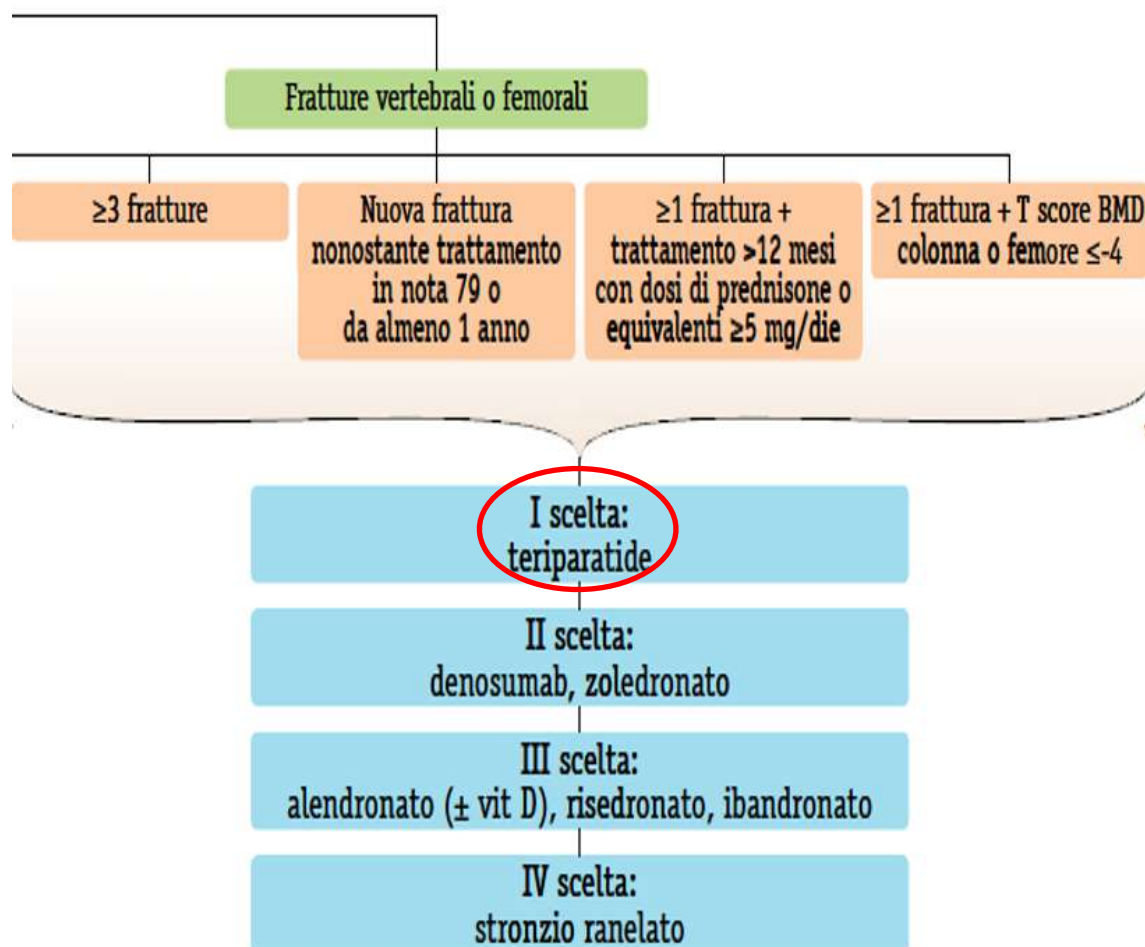 Fratture vertebrali o femorali
≥3 fratture
Nuova frattura
nonostante trattamento
in nota 79 o
da almeno 1 anno
≥1 frattura +
trattamento >12 mesi
con dosi di prednisone o
equivalenti ≥5 mg/die
≥1 frattura + T score BMD
colonna o femore ≤-4
I scelta:
teriparatide
II scelta:
denosumab, zoledronato
III scelta:
alendronato (± vit D), risedronato, ibandronato
IV scelta:
stronzio ranelato